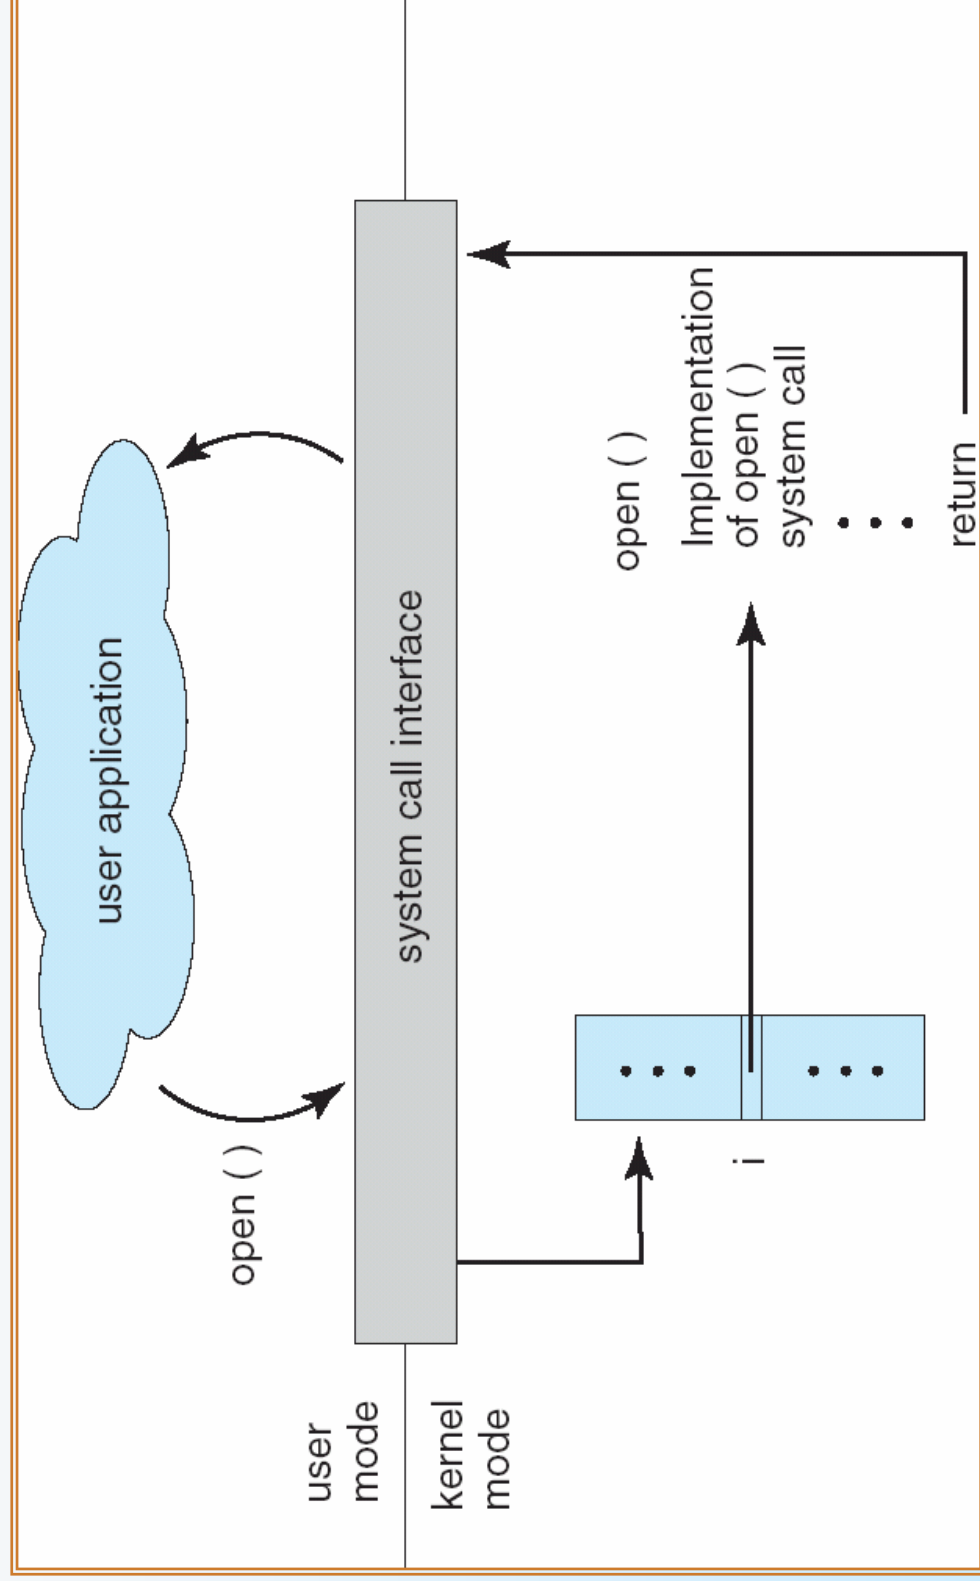 user application
open ( )
user
mode
system call interface
kernel
mode
i
open ( )
Implementation
of open ( )
system call
return